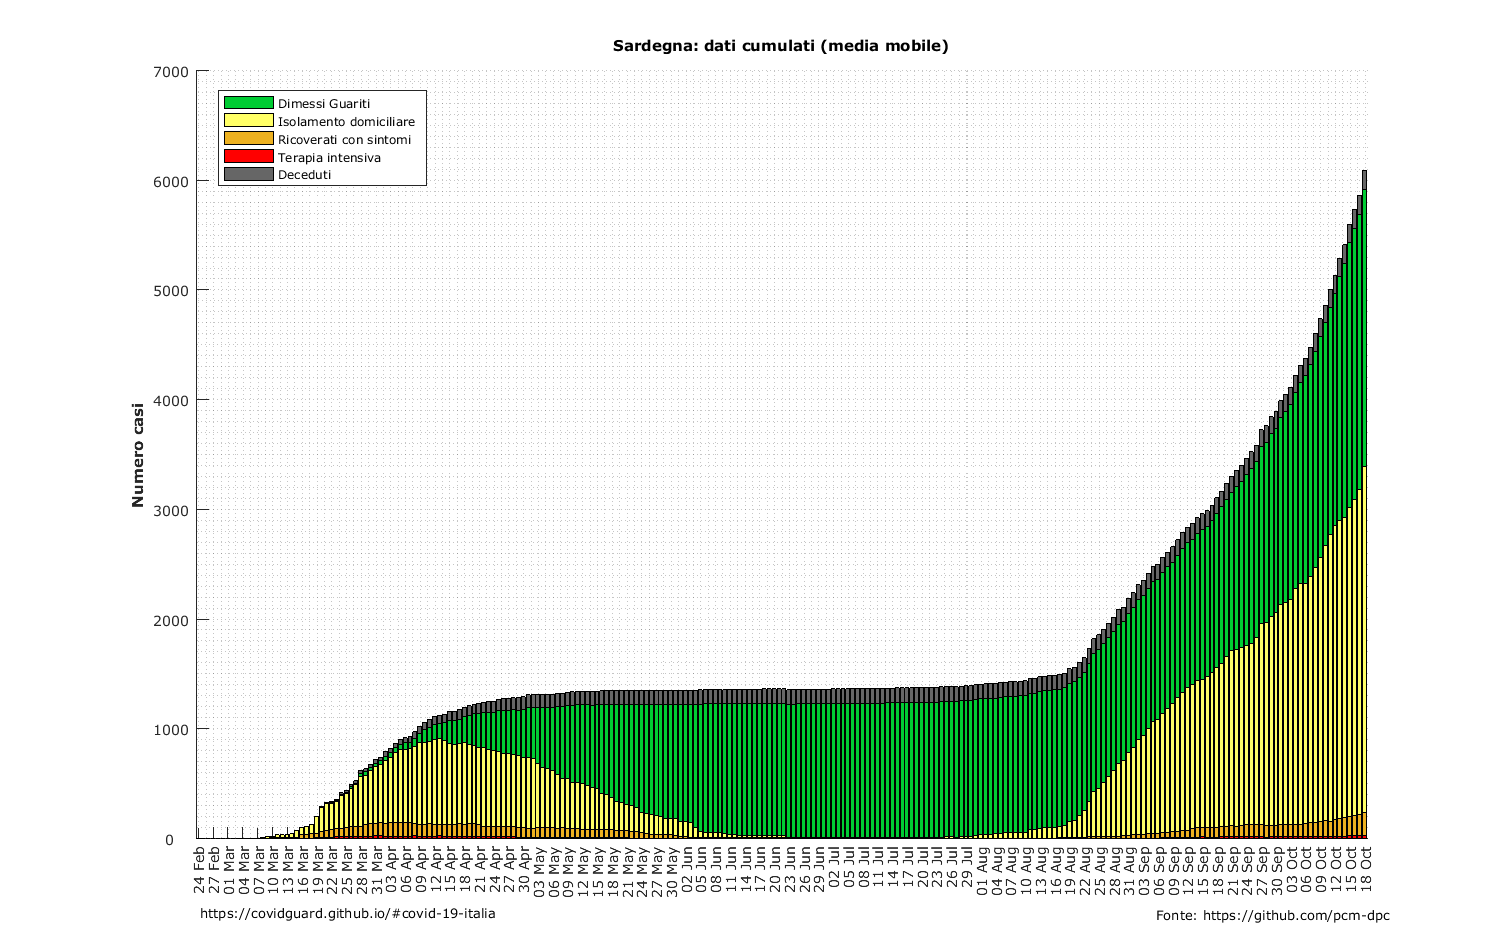 Sardegna: dati cumulati (media mobile)
7000
6000
5000
4000
3000
2000
1000
0
Numero casi
Dimessi Guariti
Isolamento domiciliare
Ricoverati con sintomi
Terapia intensiva
Deceduti
24 Feb
27 Feb
01 Mar
04 Mar
07 Mar
10 Mar
13 Mar
16 Mar
19 Mar
22 Mar
25 Mar
28 Mar
31 Mar
03 Apr
06 Apr
09 Apr
12 Apr
15 Apr
18 Apr
21 Apr
24 Apr
27 Apr
30 Apr
03 May
06 May
09 May
12 May
15 May
18 May
21 May
24 May
27 May
30 May
02 Jun
05 Jun
08 Jun
11 Jun
14 Jun
17 Jun
20 Jun
23 Jun
26 Jun
29 Jun
02 Jul
05 Jul
08 Jul
11 Jul
14 Jul
17 Jul
20 Jul
23 Jul
26 Jul
29 Jul
01 Aug
04 Aug
07 Aug
10 Aug
13 Aug
16 Aug
19 Aug
22 Aug
25 Aug
28 Aug
31 Aug
03 Sep
06 Sep
09 Sep
12 Sep
15 Sep
18 Sep
21 Sep
24 Sep
27 Sep
30 Sep
03 Oct
06 Oct
09 Oct
12 Oct
15 Oct
18 Oct
https://covidguard.github.io/#covid-19-italia
Fonte: https://github.com/pcm-dpc